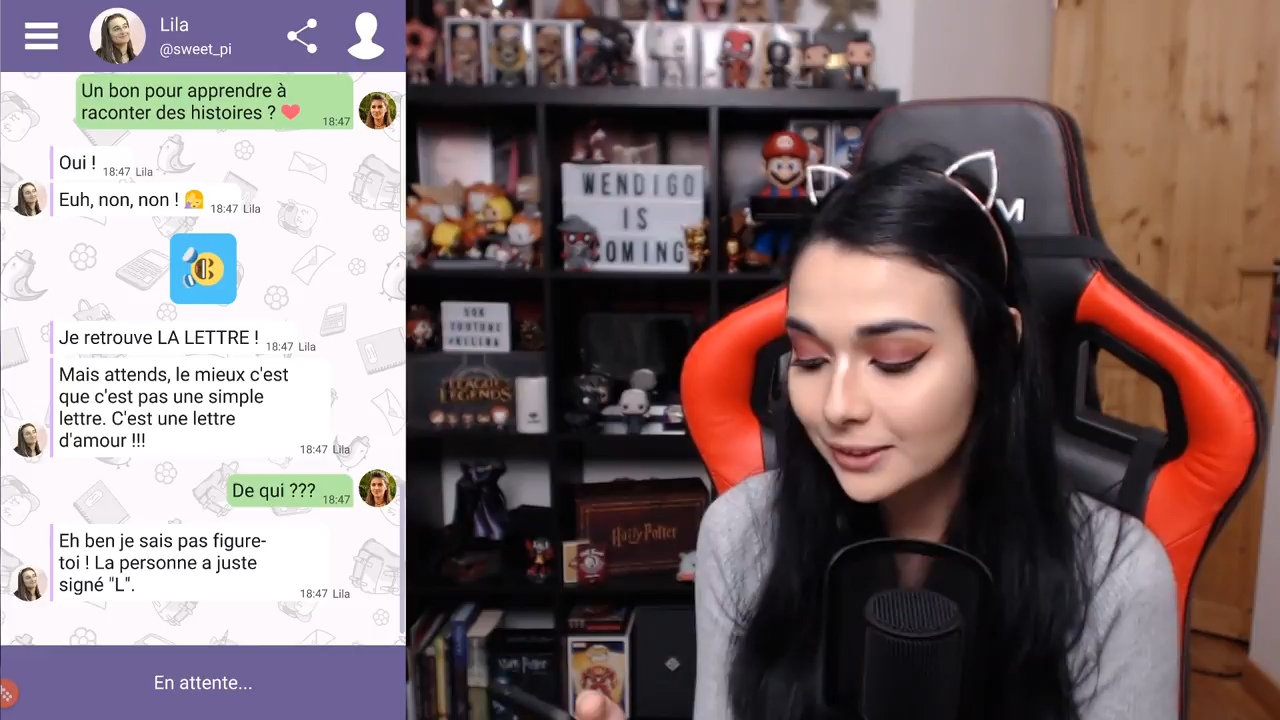 Lila
@sweet_pi
Un bon pour apprendre à
raconter des histoires ? ❤
18:47
Oui !
18:47 Lila
Euh, non, non ! 🤦
18:47 Lila
Je retrouve LA LETTRE !
18:47 Lila
Mais attends, le mieux c'est
que c'est pas une simple
lettre. C'est une lettre
d'amour !!!
18:47 Lila
De qui ???
18:47
Eh ben je sais pas figure-
toi ! La personne a juste
signé "L".
18:47 Lila
En attente...
WENDIGO
IS
COMING
YOUTUBE
LEAGUE OF
LEGENDS
Harry Potter
Harry Potter
M